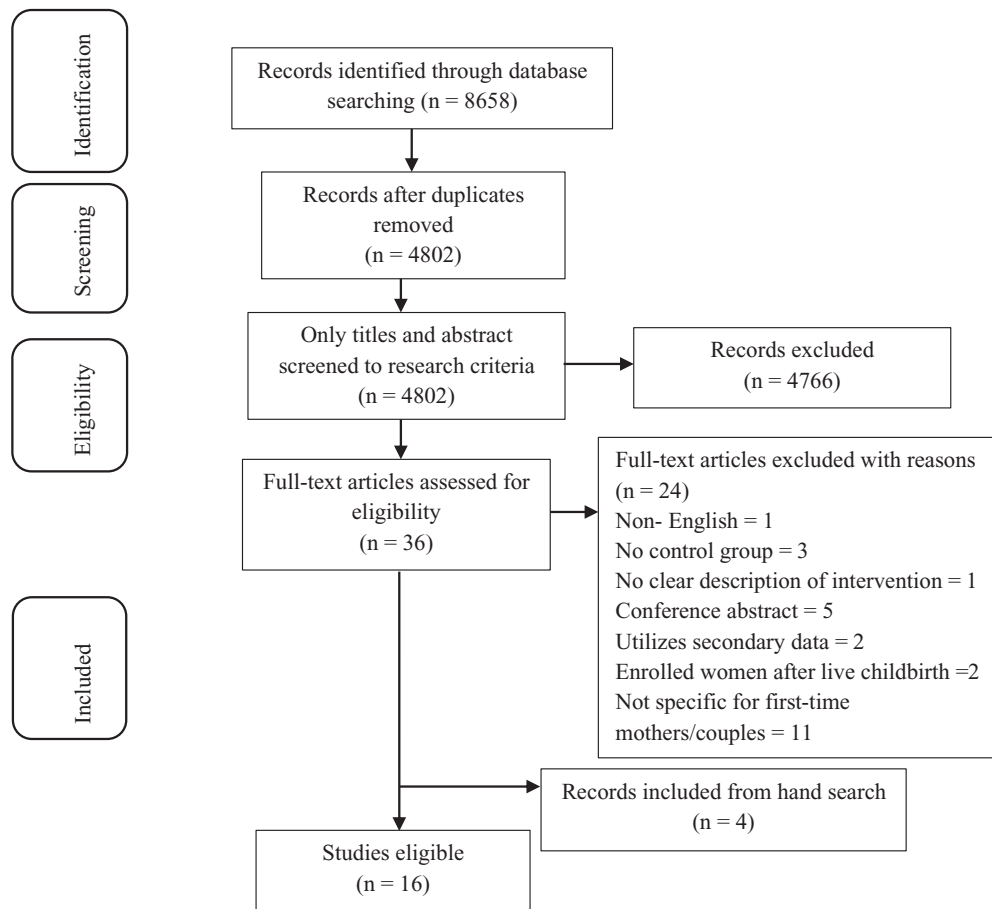 Identification
Records identified through database
searching (n = 8658)
Screening
Records after duplicates
removed
(n = 4802)
Only titles and abstract
screened to research criteria
(n = 4802)
Records excluded
(n = 4766)
Eligibility
Full-text articles assessed for
eligibility
(n = 36)
Full-text articles excluded with reasons
(n = 24)
Non- English = 1
No control group = 3
No clear description of intervention = 1
Conference abstract = 5
Utilizes secondary data = 2
Enrolled women after live childbirth =2
Not specific for first-time
mothers/couples = 11
Included
Records included from hand search
(n = 4)
Studies eligible
(n = 16)